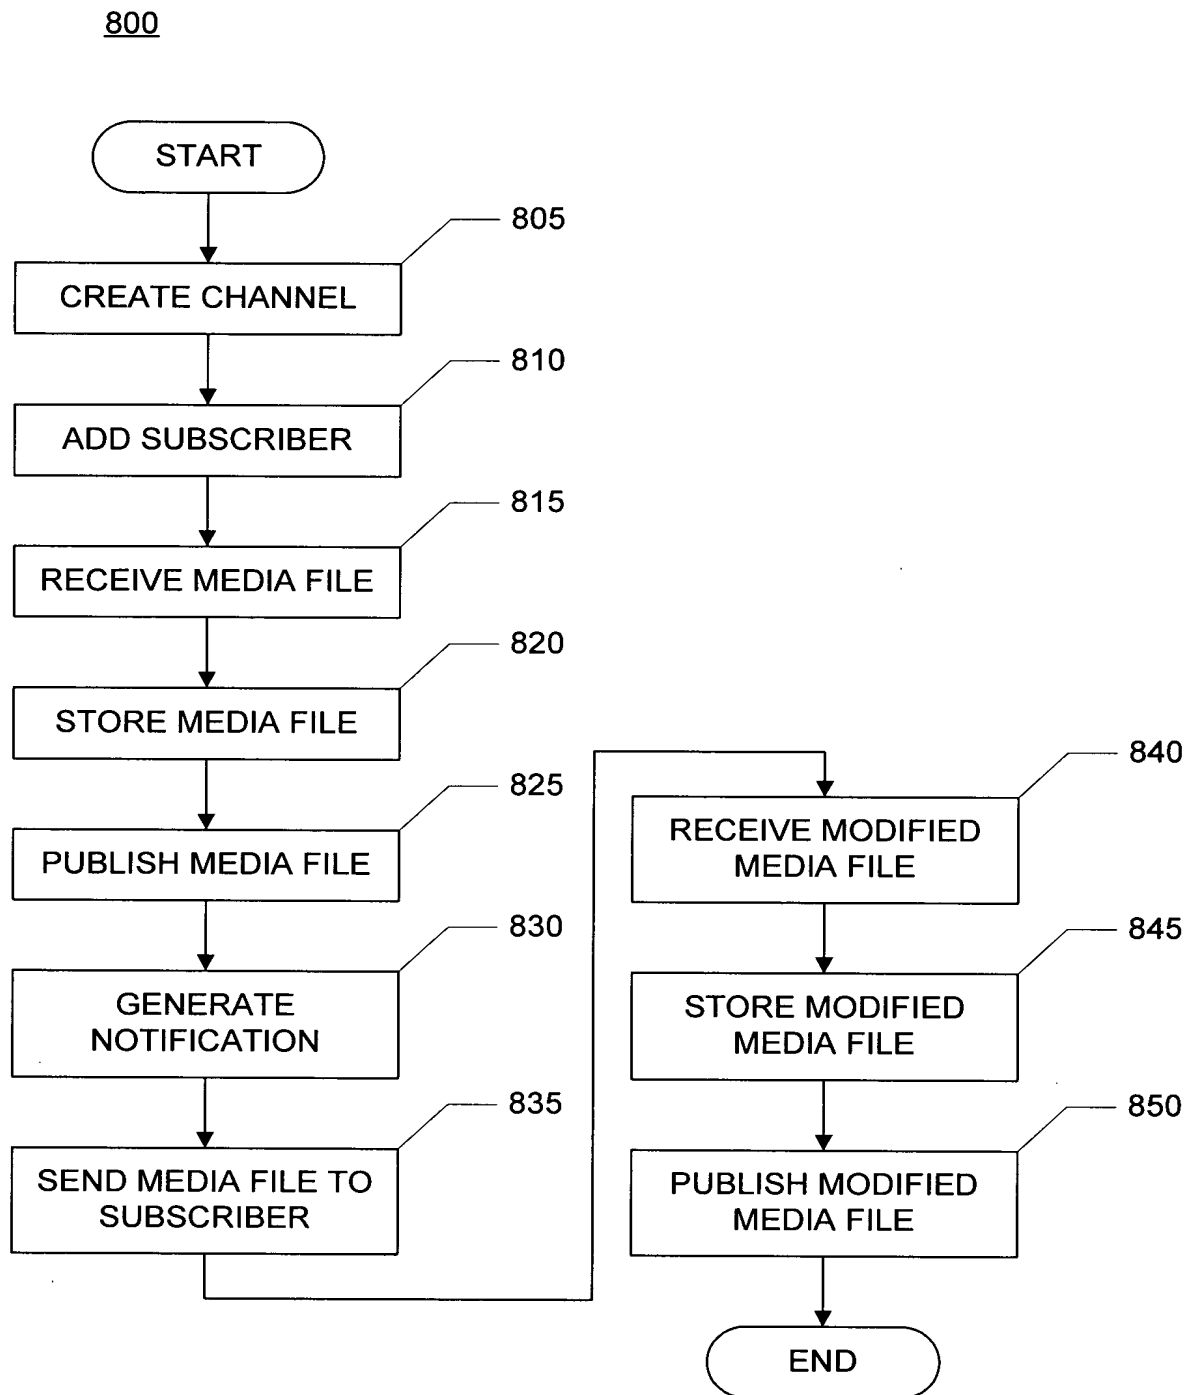 800
START
805
CREATE CHANNEL
810
ADD SUBSCRIBER
815
RECEIVE MEDIA FILE
820
STORE MEDIA FILE
825
PUBLISH MEDIA FILE
830
GENERATE
NOTIFICATION
835
SEND MEDIA FILE TO
SUBSCRIBER
840
RECEIVE MODIFIED
MEDIA FILE
845
STORE MODIFIED
MEDIA FILE
850
PUBLISH MODIFIED
MEDIA FILE
END